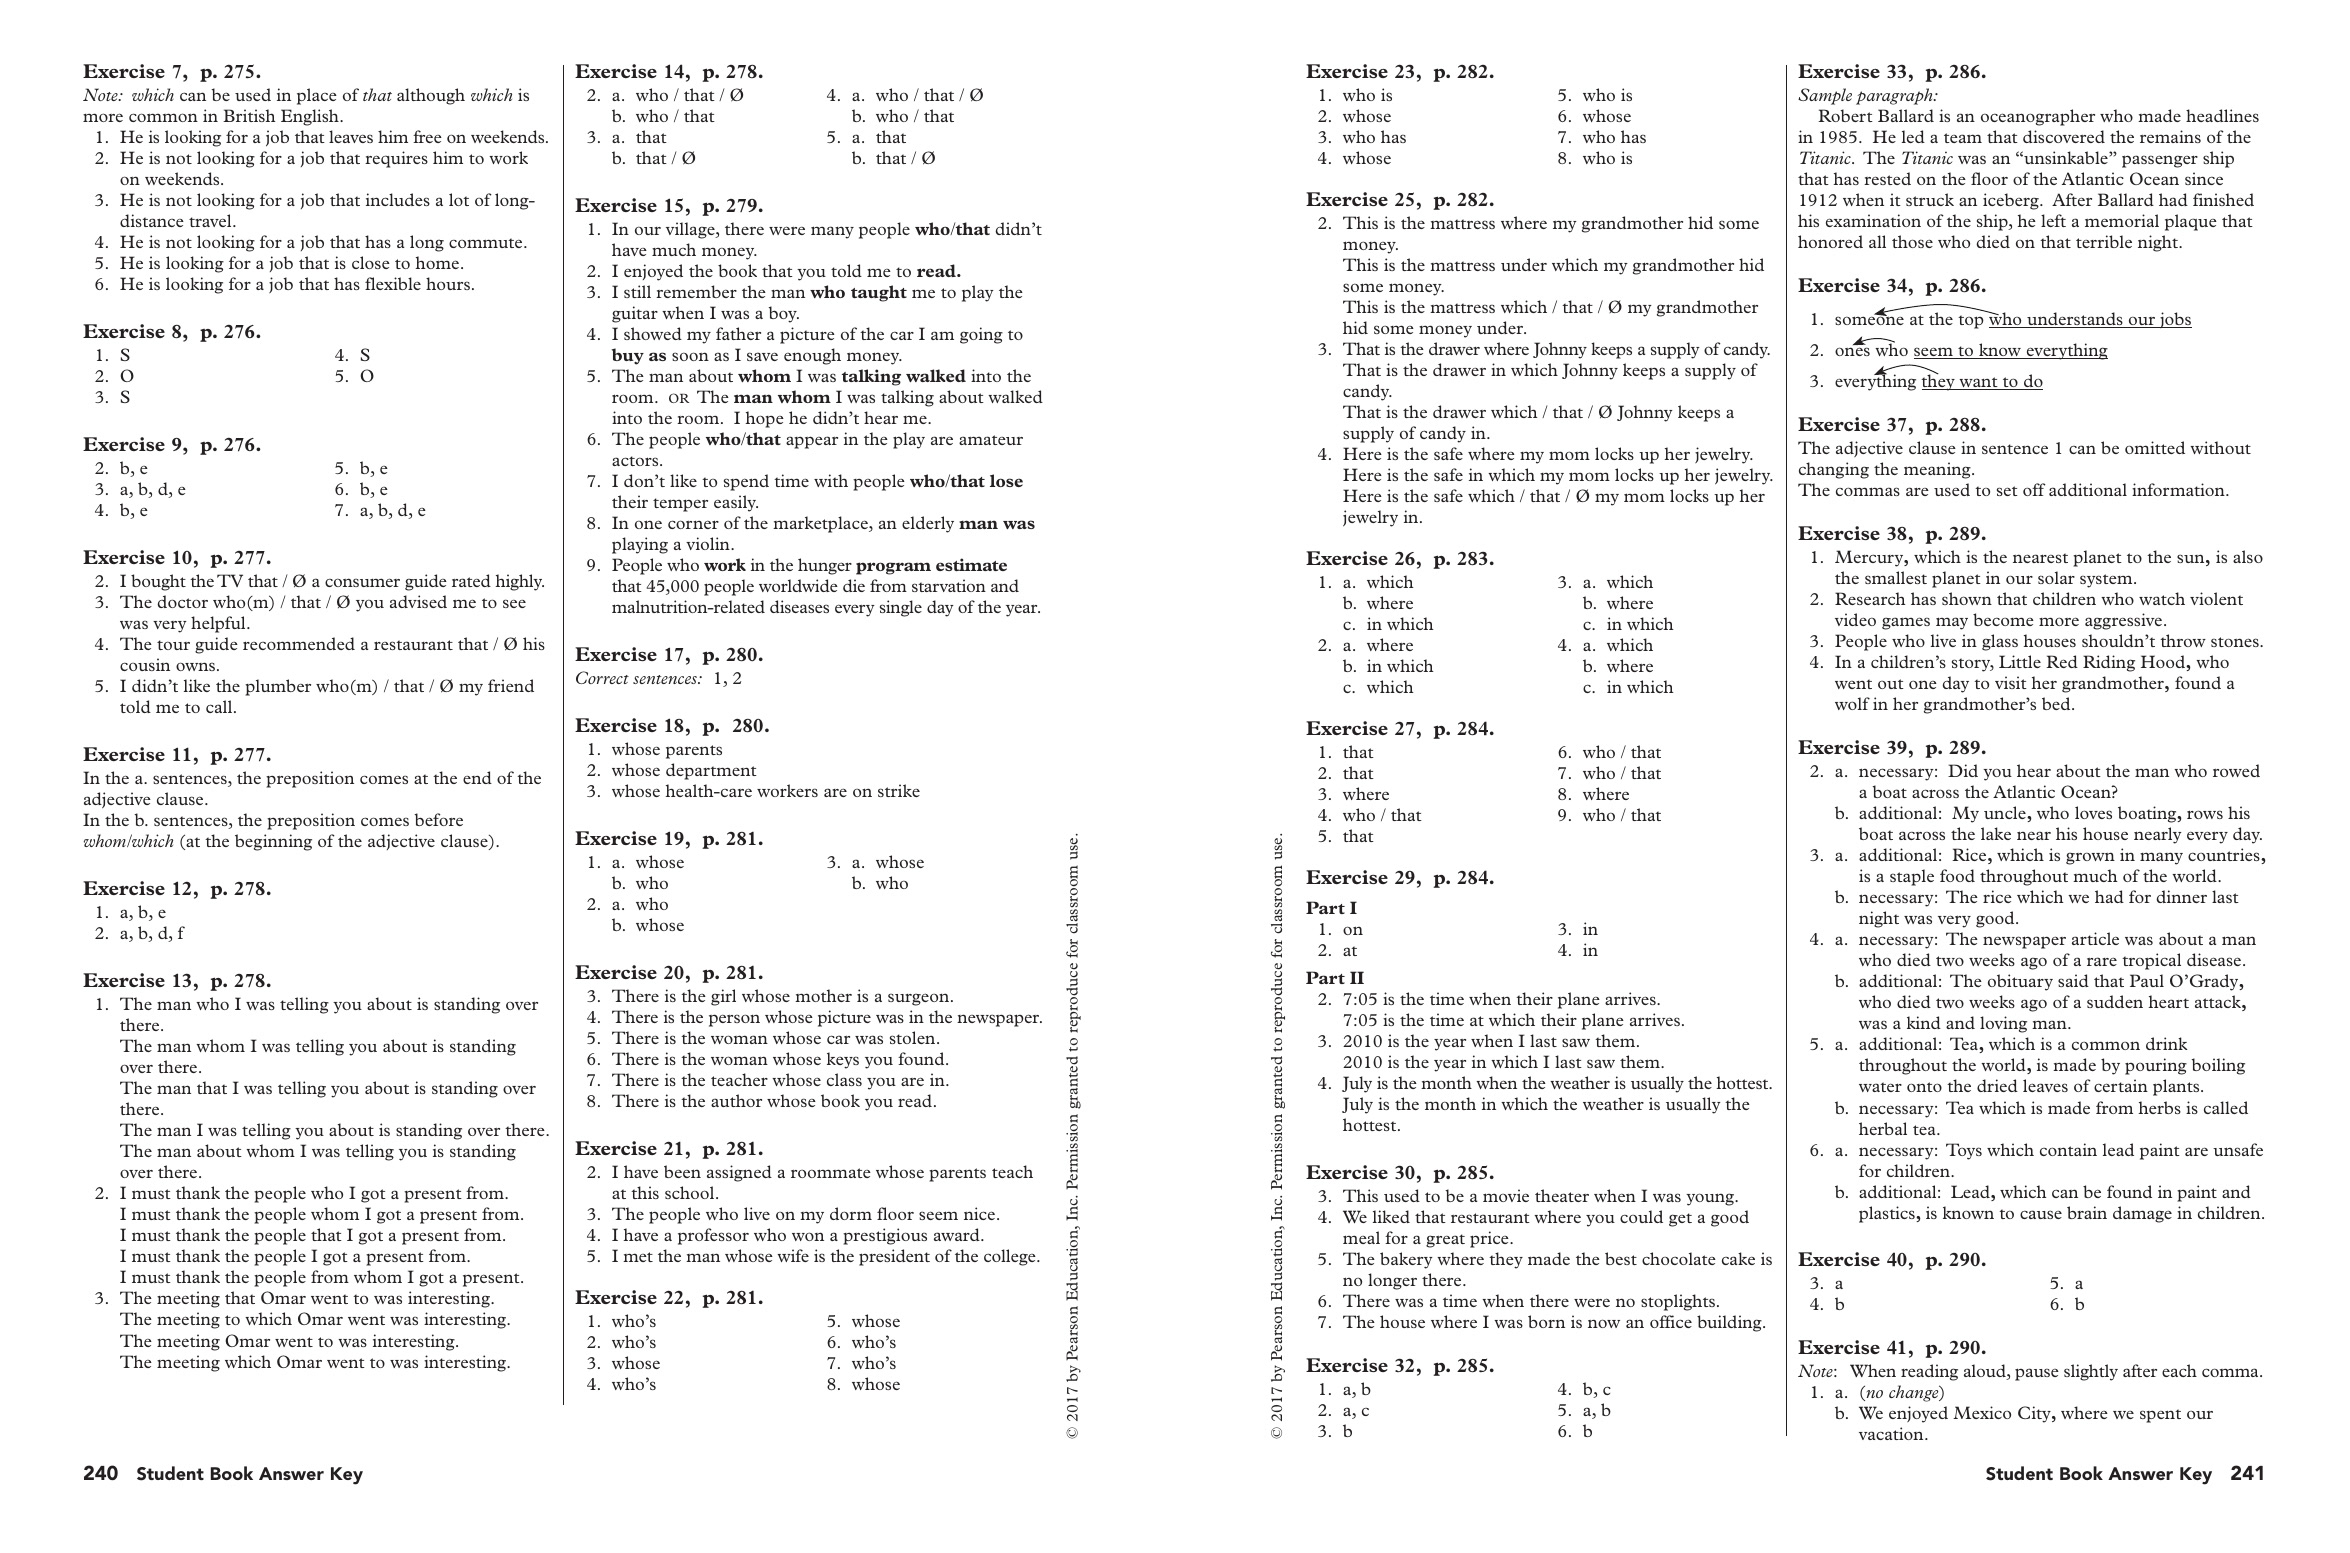 Exercise 7, p. 275.
Note: which can be used in place of that although which is
more common in British English.
1. He is looking for a job that leaves him free on weekends.
2. He is not looking for a job that requires him to work
on weekends.
3. He is not looking for a job that includes a lot of long-
distance travel.
4. He is not looking for a job that has a long commute.
5. He is looking for a job that is close to home.
6. He is looking for a job that has flexible hours.
Exercise 8, p. 276.
1. S 4. S
2. O 5. O
3. S
Exercise 9, p. 276.
2. b, e 5. b, e
3. a, b, d, e 6. b, e
4. b, e 7. a, b, d, e
Exercise 10, p. 277.
2. I bought the TV that / Ø a consumer guide rated highly.
3. The doctor who(m) / that / Ø you advised me to see
was very helpful.
4. The tour guide recommended a restaurant that / Ø his
cousin owns.
5. I didn't like the plumber who(m) / that / Ø my friend
told me to call.
Exercise 11, p. 277.
In the a. sentences, the preposition comes at the end of the
adjective clause.
In the b. sentences, the preposition comes before
whom/which (at the beginning of the adjective clause).
Exercise 12, p. 278.
1. a, b, e
2. a, b, d, f
Exercise 13, p. 278.
1. The man who I was telling you about is standing over
there.
The man whom I was telling you about is standing
over there.
The man that I was telling you about is standing over
there.
The man I was telling you about is standing over there.
The man about whom I was telling you is standing
over there.
2. I must thank the people who I got a present from.
I must thank the people whom I got a present from.
I must thank the people that I got a present from.
I must thank the people I got a present from.
I must thank the people from whom I got a present.
3. The meeting that Omar went to was interesting.
The meeting to which Omar went was interesting.
The meeting Omar went to was interesting.
The meeting which Omar went to was interesting.
Exercise 14, p. 278.
2. a. who / that / Ø 4. a. who / that / Ø
b. who / that b. who / that
3. a. that 5. a. that
b. that / Ø b. that / Ø
Exercise 15, p. 279.
1. In our village, there were many people who/that didn't
have much money.
2. I enjoyed the book that you told me to read.
3. I still remember the man who taught me to play the
guitar when I was a boy.
4. I showed my father a picture of the car I am going to
buy as soon as I save enough money.
5. The man about whom I was talking walked into the
room. OR The man whom I was talking about walked
into the room. I hope he didn't hear me.
6. The people who/that appear in the play are amateur
actors.
7. I don't like to spend time with people who/that lose
their temper easily.
8. In one corner of the marketplace, an elderly man was
playing a violin.
9. People who work in the hunger program estimate
that 45,000 people worldwide die from starvation and
malnutrition-related diseases every single day of the year.
Exercise 17, p. 280.
Correct sentences: 1, 2
Exercise 18, p. 280.
1. whose parents
2. whose department
3. whose health-care workers are on strike
Exercise 19, p. 281.
1. a. whose 3. a. whose
b. who b. who
2. a. who
b. whose
Exercise 20, p. 281.
3. There is the girl whose mother is a surgeon.
4. There is the person whose picture was in the newspaper.
5. There is the woman whose car was stolen.
6. There is the woman whose keys you found.
7. There is the teacher whose class you are in.
8. There is the author whose book you read.
Exercise 21, p. 281.
2. I have been assigned a roommate whose parents teach
at this school.
3. The people who live on my dorm floor seem nice.
4. I have a professor who won a prestigious award.
5. I met the man whose wife is the president of the college.
Exercise 22, p. 281.
1. who's 5. whose
2. who's 6. who's
3. whose 7. who's
4. who's 8. whose
© 2017 by Pearson Education, Inc. Permission granted to reproduce for classroom use.
240 Student Book Answer Key
© 2017 by Pearson Education, Inc. Permission granted to reproduce for classroom use.
Exercise 23, p. 282.
1. who is 5. who is
2. whose 6. whose
3. who has 7. who has
4. whose 8. who is
Exercise 25, p. 282.
2. This is the mattress where my grandmother hid some
money.
This is the mattress under which my grandmother hid
some money.
This is the mattress which / that / Ø my grandmother
hid some money under.
3. That is the drawer where Johnny keeps a supply of candy.
That is the drawer in which Johnny keeps a supply of
candy.
That is the drawer which / that / Ø Johnny keeps a
supply of candy in.
4. Here is the safe where my mom locks up her jewelry.
Here is the safe in which my mom locks up her jewelry.
Here is the safe which / that / Ø my mom locks up her
jewelry in.
Exercise 26, p. 283.
1. a. which 3. a. which
b. where b. where
c. in which c. in which
2. a. where 4. a. which
b. in which b. where
c. which c. in which
Exercise 27, p. 284.
1. that 6. who / that
2. that 7. who / that
3. where 8. where
4. who / that 9. who / that
5. that
Exercise 29, p. 284.
Part I
1. on 3. in
2. at 4. in
Part II
2. 7:05 is the time when their plane arrives.
7:05 is the time at which their plane arrives.
3. 2010 is the year when I last saw them.
2010 is the year in which I last saw them.
4. July is the month when the weather is usually the hottest.
July is the month in which the weather is usually the
hottest.
Exercise 30, p. 285.
3. This used to be a movie theater when I was young.
4. We liked that restaurant where you could get a good
meal for a great price.
5. The bakery where they made the best chocolate cake is
no longer there.
6. There was a time when there were no stoplights.
7. The house where I was born is now an office building.
Exercise 32, p. 285.
1. a, b 4. b, c
2. a, c 5. a, b
3. b 6. b
Exercise 33, p. 286.
Sample paragraph:
Robert Ballard is an oceanographer who made headlines
in 1985. He led a team that discovered the remains of the
Titanic. The Titanic was an “unsinkable” passenger ship
that has rested on the floor of the Atlantic Ocean since
1912 when it struck an iceberg. After Ballard had finished
his examination of the ship, he left a memorial plaque that
honored all those who died on that terrible night.
Exercise 34, p. 286.
1. someone at the top who understands our jobs
2. ones who seem to know everything
3. everything they want to do
Exercise 37, p. 288.
The adjective clause in sentence 1 can be omitted without
changing the meaning.
The commas are used to set off additional information.
Exercise 38, p. 289.
1. Mercury, which is the nearest planet to the sun, is also
the smallest planet in our solar system.
2. Research has shown that children who watch violent
video games may become more aggressive.
3. People who live in glass houses shouldn't throw stones.
4. In a children's story, Little Red Riding Hood, who
went out one day to visit her grandmother, found a
wolf in her grandmother's bed.
Exercise 39, p. 289.
2. a. necessary: Did you hear about the man who rowed
a boat across the Atlantic Ocean?
b. additional: My uncle, who loves boating, rows his
boat across the lake near his house nearly every day.
3. a. additional: Rice, which is grown in many countries,
is a staple food throughout much of the world.
b. necessary: The rice which we had for dinner last
night was very good.
4. a. necessary: The newspaper article was about a man
who died two weeks ago of a rare tropical disease.
b. additional: The obituary said that Paul O'Grady,
who died two weeks ago of a sudden heart attack,
was a kind and loving man.
5. a. additional: Tea, which is a common drink
throughout the world, is made by pouring boiling
water onto the dried leaves of certain plants.
b. necessary: Tea which is made from herbs is called
herbal tea.
6. a. necessary: Toys which contain lead paint are unsafe
for children.
b. additional: Lead, which can be found in paint and
plastics, is known to cause brain damage in children.
Exercise 40, p. 290.
3. a 5. a
4. b 6. b
Exercise 41, p. 290.
Note: When reading aloud, pause slightly after each comma.
1. a. (no change)
b. We enjoyed Mexico City, where we spent our
vacation.
Student Book Answer Key 241